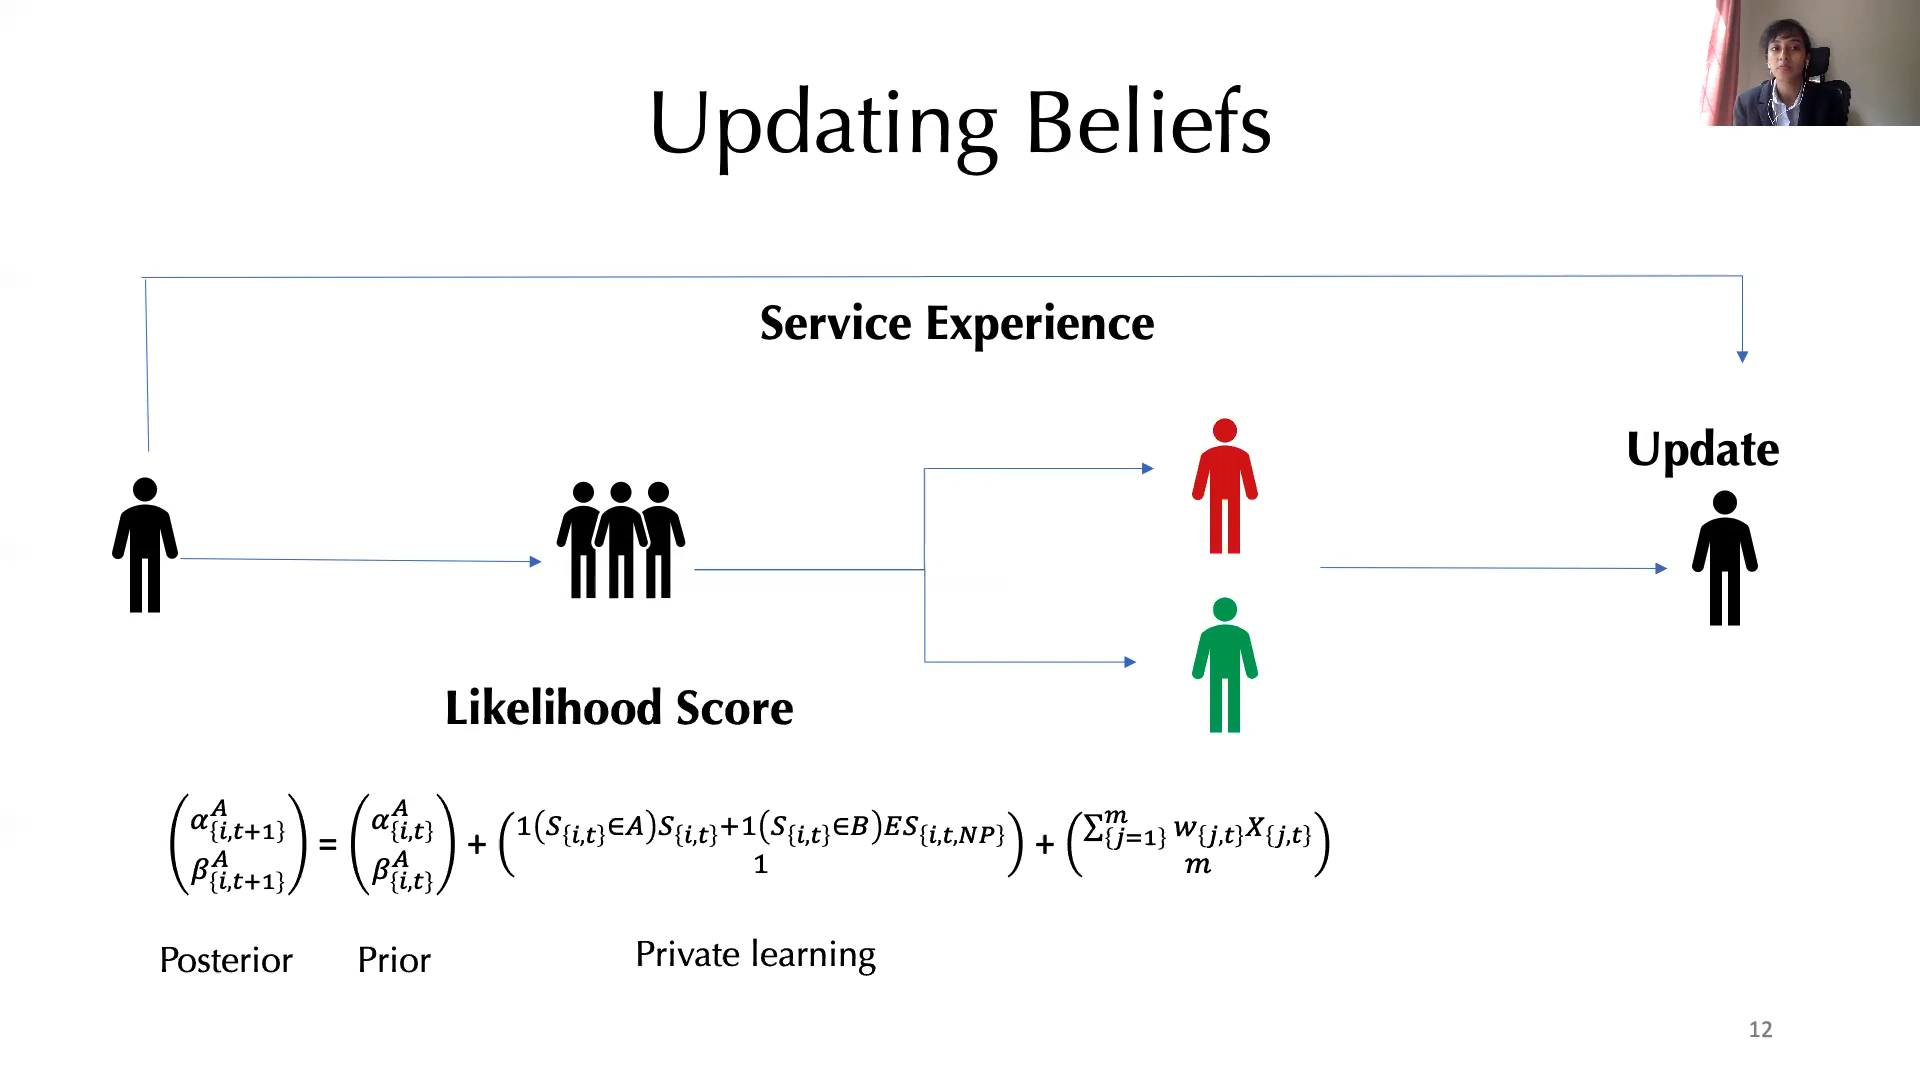 Updating Beliefs
Service Experience
Update
Likelihood Score
$\begin{pmatrix} \alpha^A_{\{i,t+1\}} \\ \beta^A_{\{i,t+1\}} \end{pmatrix} = \begin{pmatrix} \alpha^A_{\{i,t\}} \\ \beta^A_{\{i,t\}} \end{pmatrix} + \begin{pmatrix} 1(S_{\{i,t\}} \in A) S_{\{i,t\}} + 1(S_{\{i,t\}} \in B) ES_{\{i,t,NP\}} \\ 1 \end{pmatrix} + \begin{pmatrix} \sum^m_{\{j=1\}} w_{\{j,t\}} X_{\{j,t\}} \\ m \end{pmatrix}$
Posterior Prior Private learning
12